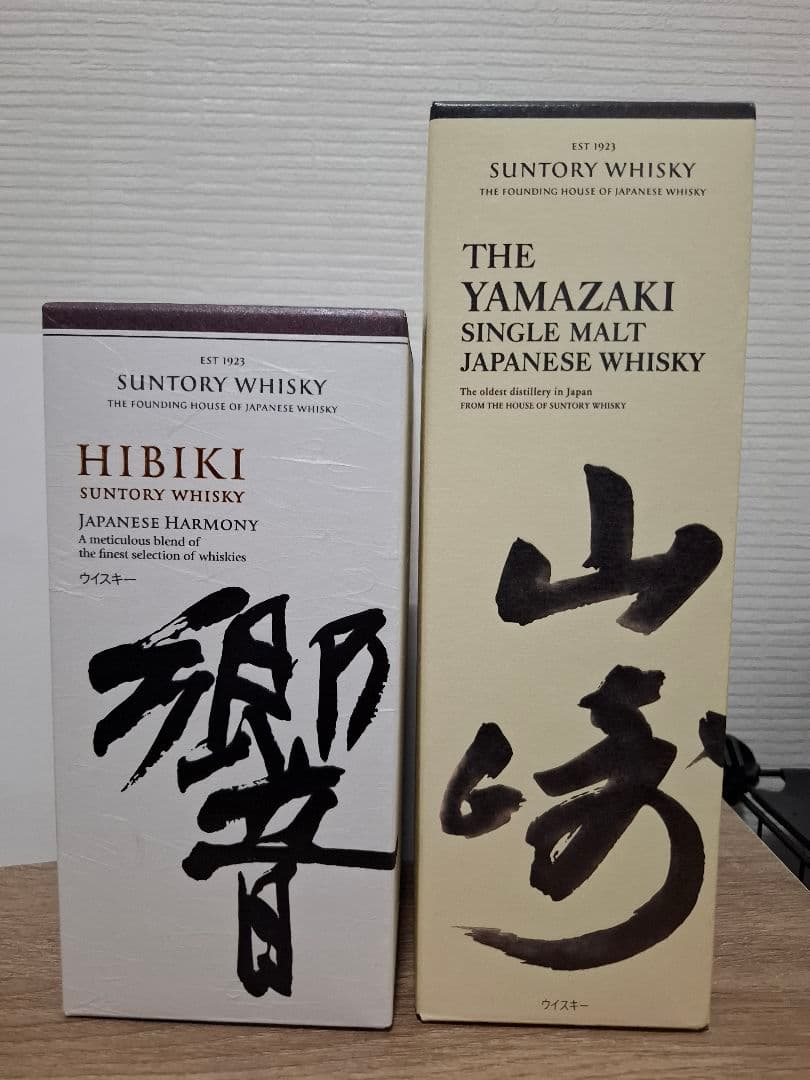 EST 1923
SUNTORY WHISKY
THE FOUNDING HOUSE OF JAPANESE WHISKY
HIBIKI
SUNTORY WHISKY
JAPANESE HARMONY
A meticulous blend of
the finest selection of whiskies
ウイスキー
響
EST 1923
SUNTORY WHISKY
THE FOUNDING HOUSE OF JAPANESE WHISKY
THE
YAMAZAKI
SINGLE MALT
JAPANESE WHISKY
The oldest distillery in Japan
FROM THE HOUSE OF SUNTORY WHISKY
山
崎
ウイスキー